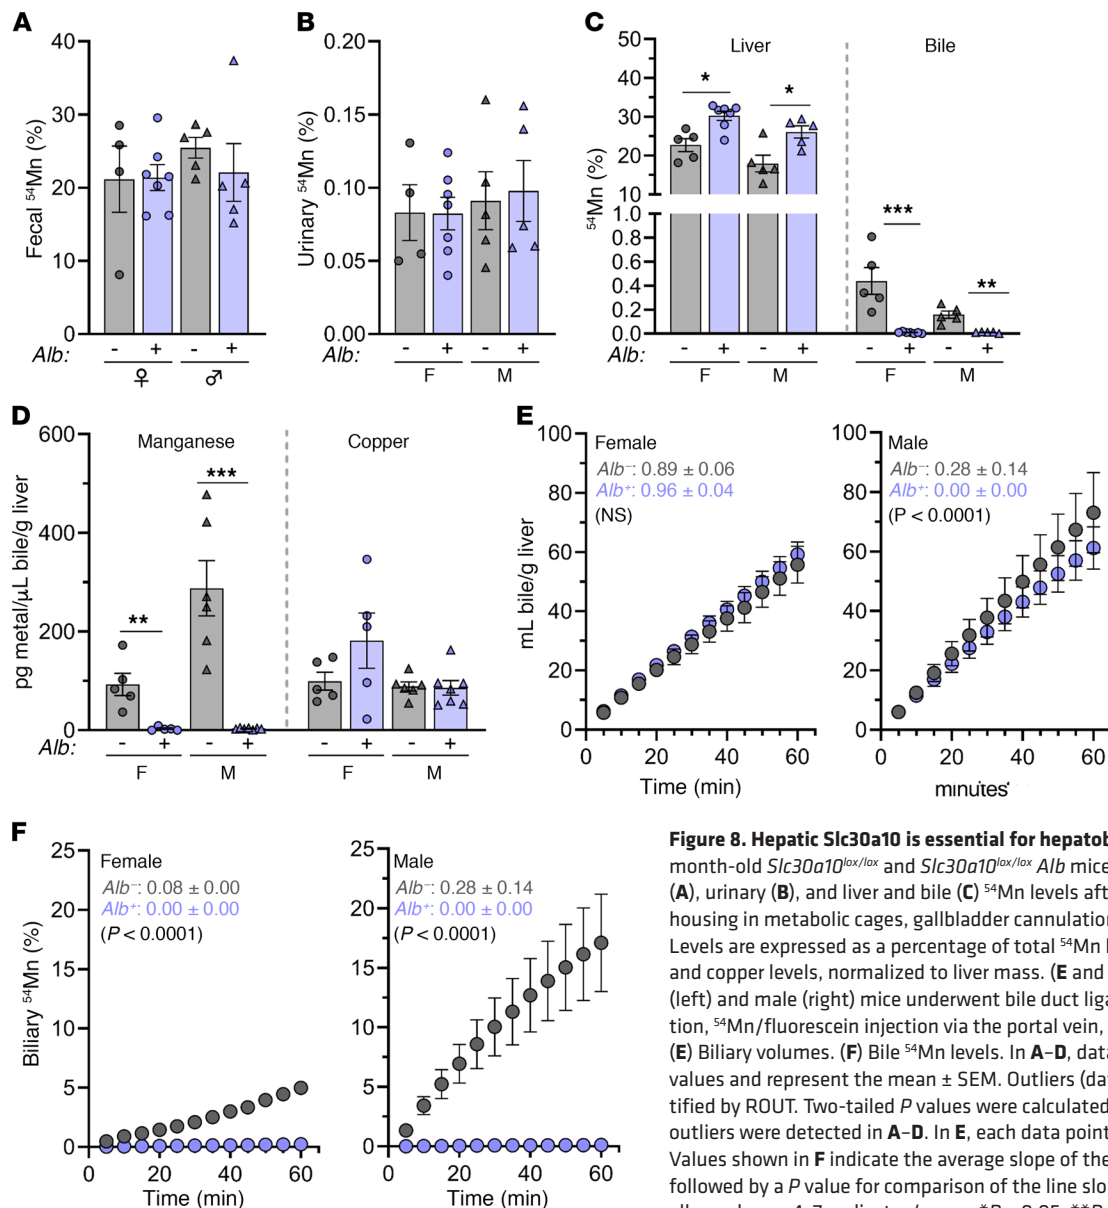 A
B
C
40
30
20
10
0
Fecal ⁵⁴Mn (%)
Alb:
- + - +
♀ ♂
0.20
0.15
0.10
0.05
0.00
Urinary ⁵⁴Mn (%)
Alb:
- + - +
F M
50
40
30
20
10
1.0
0.8
0.6
0.4
0.2
0.0
⁵⁴Mn (%)
Liver Bile
* * *** **
Alb:
- + - + - + - +
F M F M
D
E
600
400
200
0
pg metal/µL bile/g liver
Manganese Copper
** ***
Alb:
- + - + - + - +
F M F M
100
80
60
40
20
0
mL bile/g liver
Female
Alb⁻: 0.89 ± 0.06
Alb⁺: 0.96 ± 0.04
(NS)
0 20 40 60
Time (min)
100
80
60
40
20
0
Male
Alb⁻: 0.28 ± 0.14
Alb⁺: 0.00 ± 0.00
(P < 0.0001)
0 20 40 60
minutes'
F
25
20
15
10
5
0
Biliary ⁵⁴Mn (%)
Female
Alb⁻: 0.08 ± 0.00
Alb⁺: 0.00 ± 0.00
(P < 0.0001)
0 20 40 60
Time (min)
25
20
15
10
5
0
Male
Alb⁻: 0.28 ± 0.14
Alb⁺: 0.00 ± 0.00
(P < 0.0001)
0 20 40 60
Time (min)
Figure 8. Hepatic Slc30a10 is essential for hepatob
month-old Slc30a10lox/lox and Slc30a10lox/lox Alb mice
(A), urinary (B), and liver and bile (C) ⁵⁴Mn levels aft
housing in metabolic cages, gallbladder cannulation
Levels are expressed as a percentage of total ⁵⁴Mn
and copper levels, normalized to liver mass. (E and
(left) and male (right) mice underwent bile duct liga
tion, ⁵⁴Mn/fluorescein injection via the portal vein,
(E) Biliary volumes. (F) Bile ⁵⁴Mn levels. In A–D, dat
values and represent the mean ± SEM. Outliers (da
tified by ROUT. Two-tailed P values were calculated
outliers were detected in A–D. In E, each data point
Values shown in F indicate the average slope of the
followed by a P value for comparison of the line slo